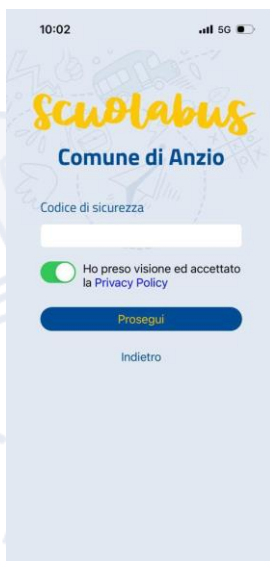 10:02 5G
Scuolabus
Comune di Anzio
Codice di sicurezza
Ho preso visione ed accettato
la Privacy Policy
Prosegui
Indietro